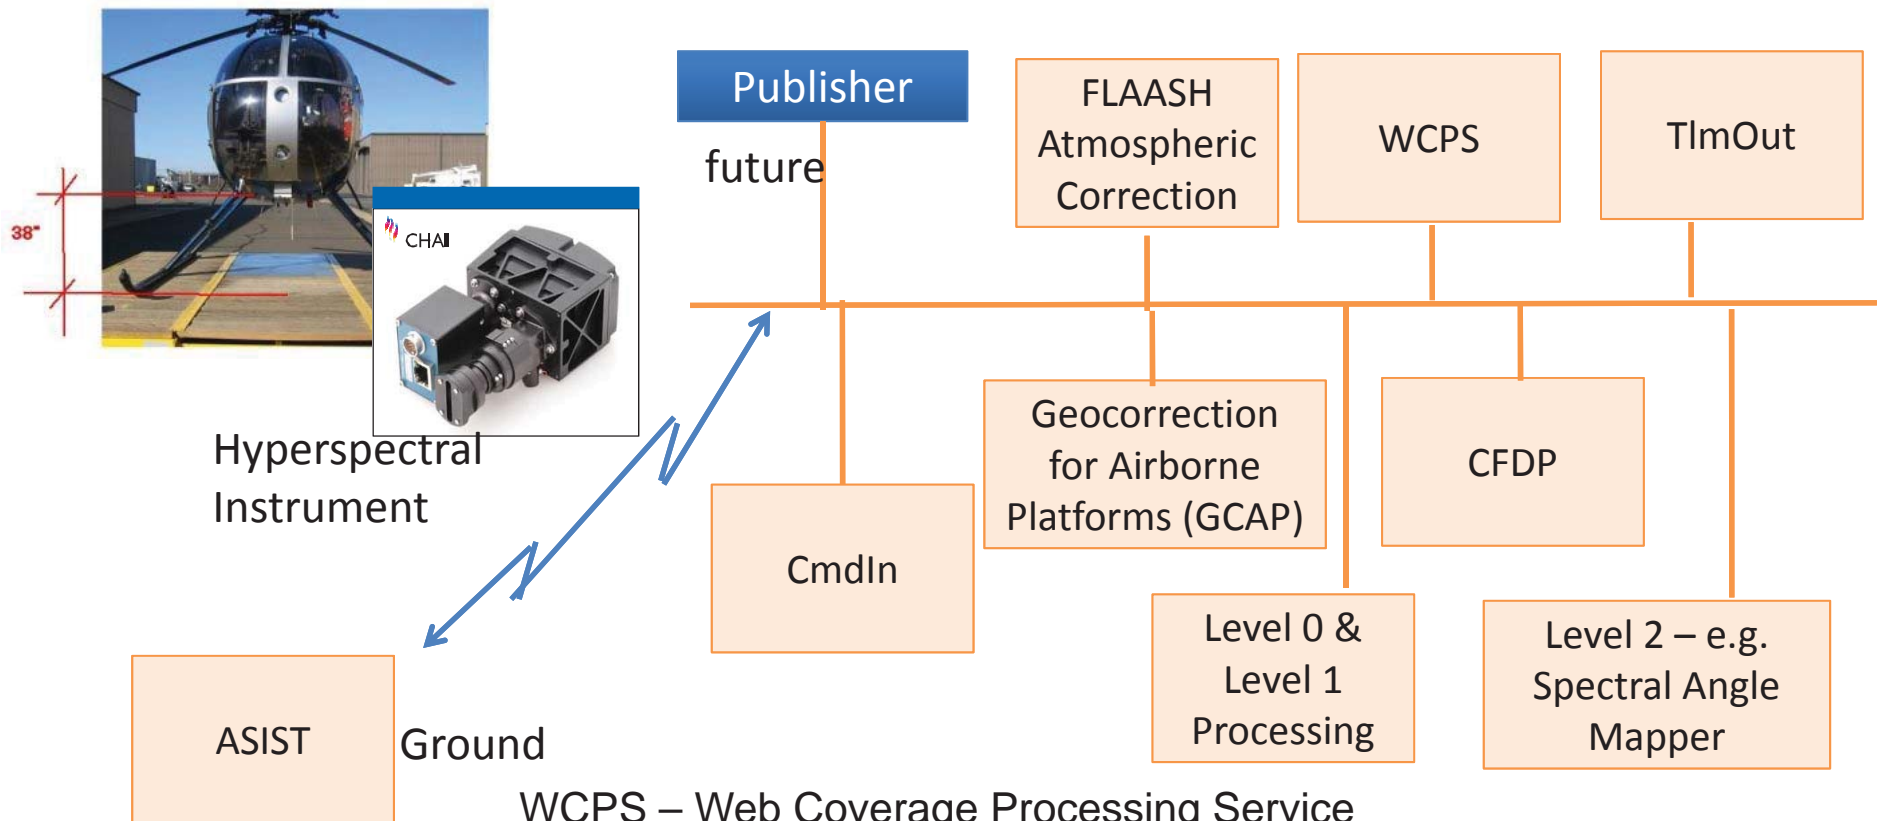 38"
CHAII
Publisher
future
FLAASH
Atmospheric
Correction
WCPS
TlmOut
Hyperspectral
Instrument
CmdIn
Geocorrection
for Airborne
Platforms (GCAP)
CFDP
Level 0 &
Level 1
Processing
Level 2 – e.g.
Spectral Angle
Mapper
ASIST
Ground
WCPS – Web Coverage Processing Service